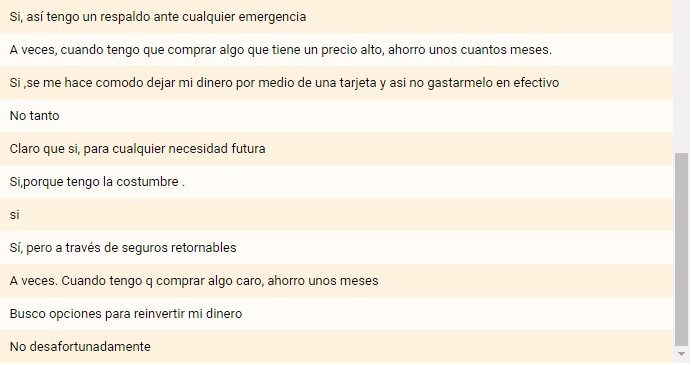 Si, así tengo un respaldo ante cualquier emergencia
A veces, cuando tengo que comprar algo que tiene un precio alto, ahorro unos cuantos meses.
Si ,se me hace comodo dejar mi dinero por medio de una tarjeta y asi no gastarmelo en efectivo
No tanto
Claro que si, para cualquier necesidad futura
Si,porque tengo la costumbre .
si
Sí, pero a través de seguros retornables
A veces. Cuando tengo q comprar algo caro, ahorro unos meses
Busco opciones para reinvertir mi dinero
No desafortunadamente